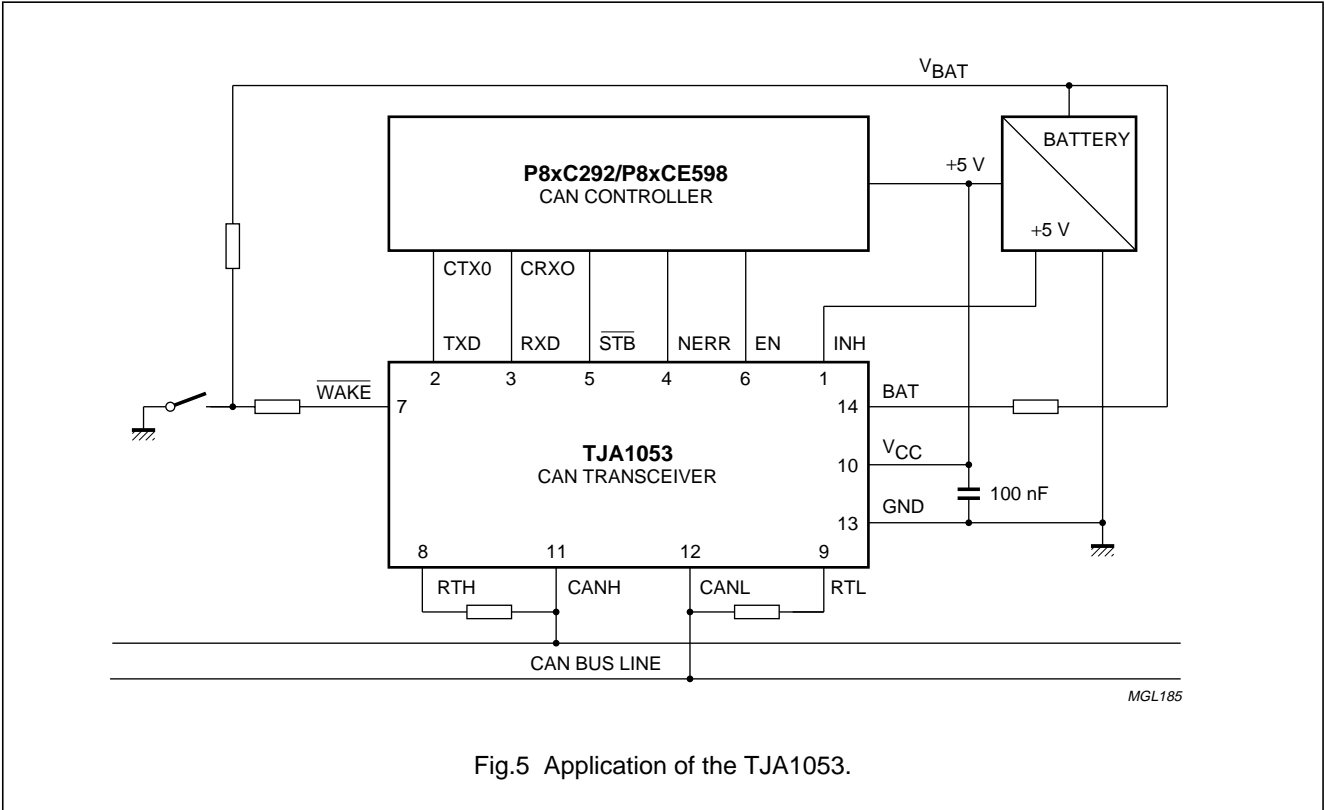 VBAT
BATTERY
+5 V
+5 V
P8xC292/P8xCE598
CAN CONTROLLER
CTX0
CRXO
TXD
RXD
STB
NERR
EN
INH
2
3
5
4
6
1
WAKE
7
14
BAT
TJA1053
CAN TRANSCEIVER
10
VCC
100 nF
13
GND
8
11
12
9
RTH
CANH
CANL
RTL
CAN BUS LINE
MGL185
Fig.5 Application of the TJA1053.